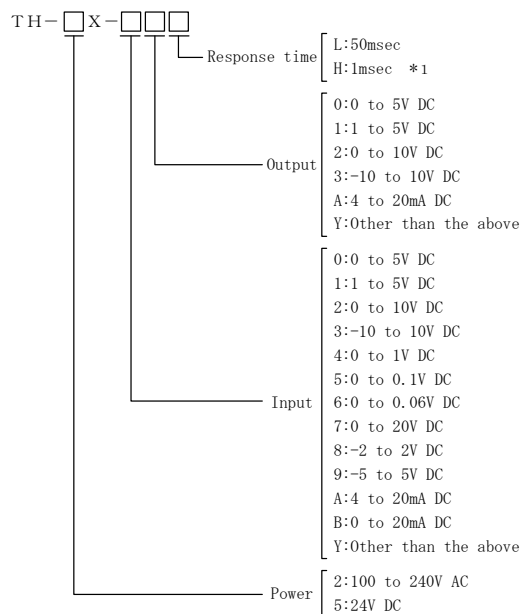 TH-□X-□□□
Response time
L:50msec
H:1msec *1
Output
0:0 to 5V DC
1:1 to 5V DC
2:0 to 10V DC
3:-10 to 10V DC
A:4 to 20mA DC
Y:Other than the above
Input
0:0 to 5V DC
1:1 to 5V DC
2:0 to 10V DC
3:-10 to 10V DC
4:0 to 1V DC
5:0 to 0.1V DC
6:0 to 0.06V DC
7:0 to 20V DC
8:-2 to 2V DC
9:-5 to 5V DC
A:4 to 20mA DC
B:0 to 20mA DC
Y:Other than the above
Power
2:100 to 240V AC
5:24V DC